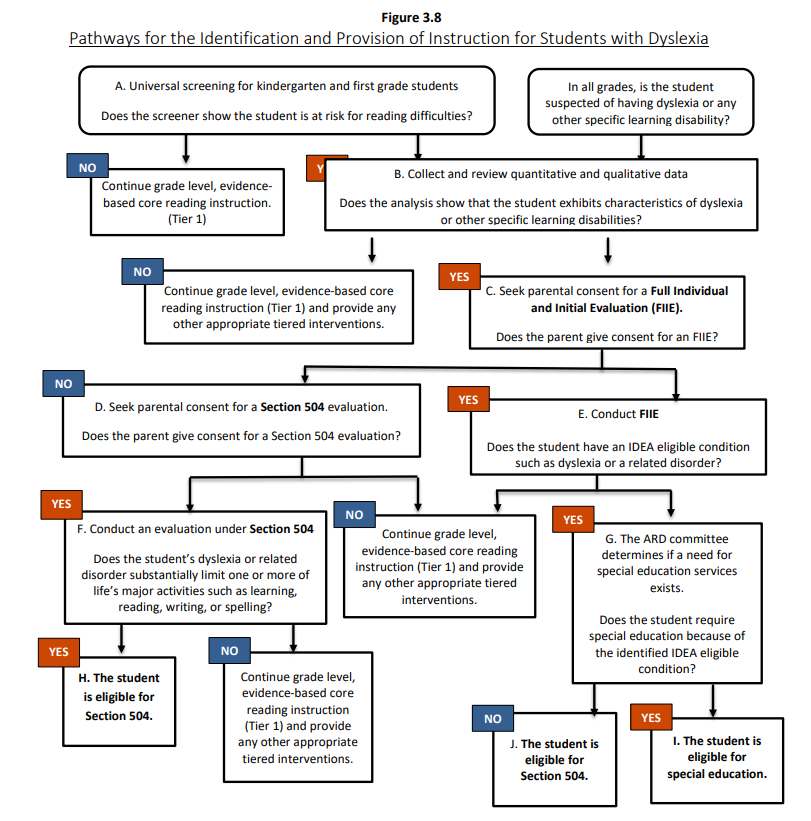 Figure 3.8
Pathways for the Identification and Provision of Instruction for Students with Dyslexia
A. Universal screening for kindergarten and first grade students
Does the screener show the student is at risk for reading difficulties?
In all grades, is the student
suspected of having dyslexia or any
other specific learning disability?
NO
Continue grade level, evidence-
based core reading instruction.
(Tier 1)
Y
B. Collect and review quantitative and qualitative data
Does the analysis show that the student exhibits characteristics of dyslexia
or other specific learning disabilities?
NO
Continue grade level, evidence-based core
reading instruction (Tier 1) and provide any
other appropriate tiered interventions.
YES
C. Seek parental consent for a Full Individual
and Initial Evaluation (FIIE).
Does the parent give consent for an FIIE?
NO
D. Seek parental consent for a Section 504 evaluation.
Does the parent give consent for a Section 504 evaluation?
YES
E. Conduct FIIE
Does the student have an IDEA eligible condition
such as dyslexia or a related disorder?
YES
F. Conduct an evaluation under Section 504
Does the student's dyslexia or related
disorder substantially limit one or more of
life's major activities such as learning,
reading, writing, or spelling?
NO
Continue grade level,
evidence-based core reading
instruction (Tier 1) and provide
any other appropriate tiered
interventions.
YES
G. The ARD committee
determines if a need for
special education services
exists.
Does the student require
special education because of
the identified IDEA eligible
condition?
YES
H. The student
is eligible for
Section 504.
NO
Continue grade level,
evidence-based core
reading instruction
(Tier 1) and provide
any other appropriate
tiered interventions.
NO
J. The student is
eligible for
Section 504.
YES
I. The student is
eligible for
special education.